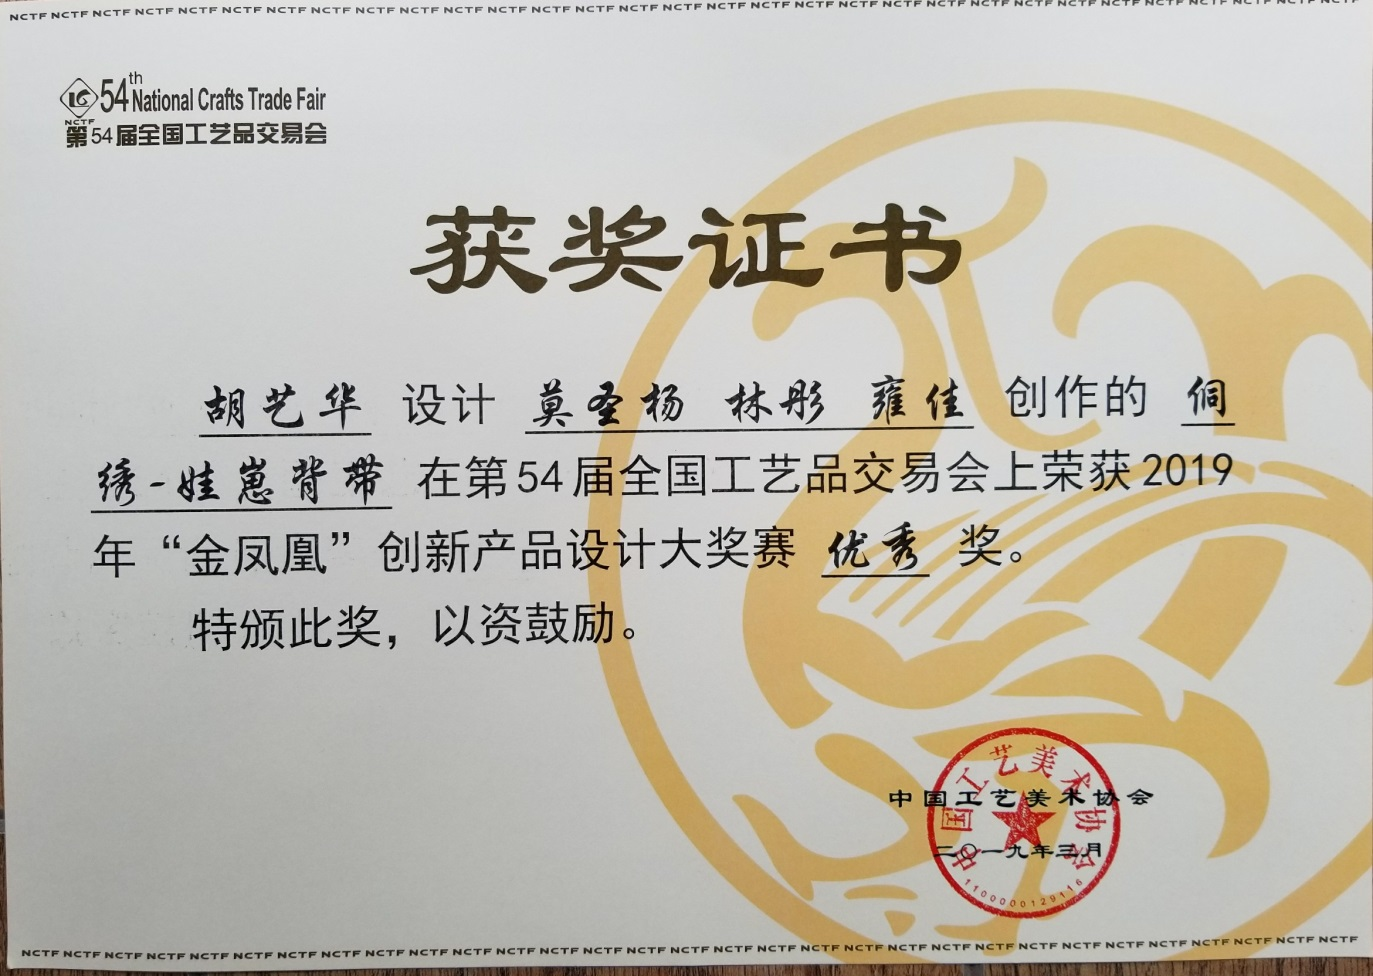 NCTF NCTF NCTF NCTF NCTF NCTF NCTF NCTF NCTF NCTF NCTF NCTF NCTF NCTF NCTF NCTF NCTF NCTF NCTF NCTF NCTF NCTF NCTF NCTF NCTF NCTF NCTF NCTF NCTF NCTF NCTF
54th National Crafts Trade Fair
NCTF
第54届全国工艺品交易会
获奖证书
胡艺华 设计 莫圣杨 林彤 雍佳 创作的 侗
绣-娃崽背带 在第54届全国工艺品交易会上荣获2019
年“金凤凰”创新产品设计大奖赛 优秀 奖。
特颁此奖，以资鼓励。
中国工艺美术协会
中国工艺美术协会
二〇一九年三月
1100000129116
NCTF NCTF NCTF NCTF NCTF NCTF NCTF NCTF NCTF NCTF NCTF NCTF NCTF NCTF NCTF NCTF NCTF NCTF NCTF NCTF NCTF NCTF NCTF NCTF NCTF NCTF NCTF NCTF NCTF NCTF NCTF